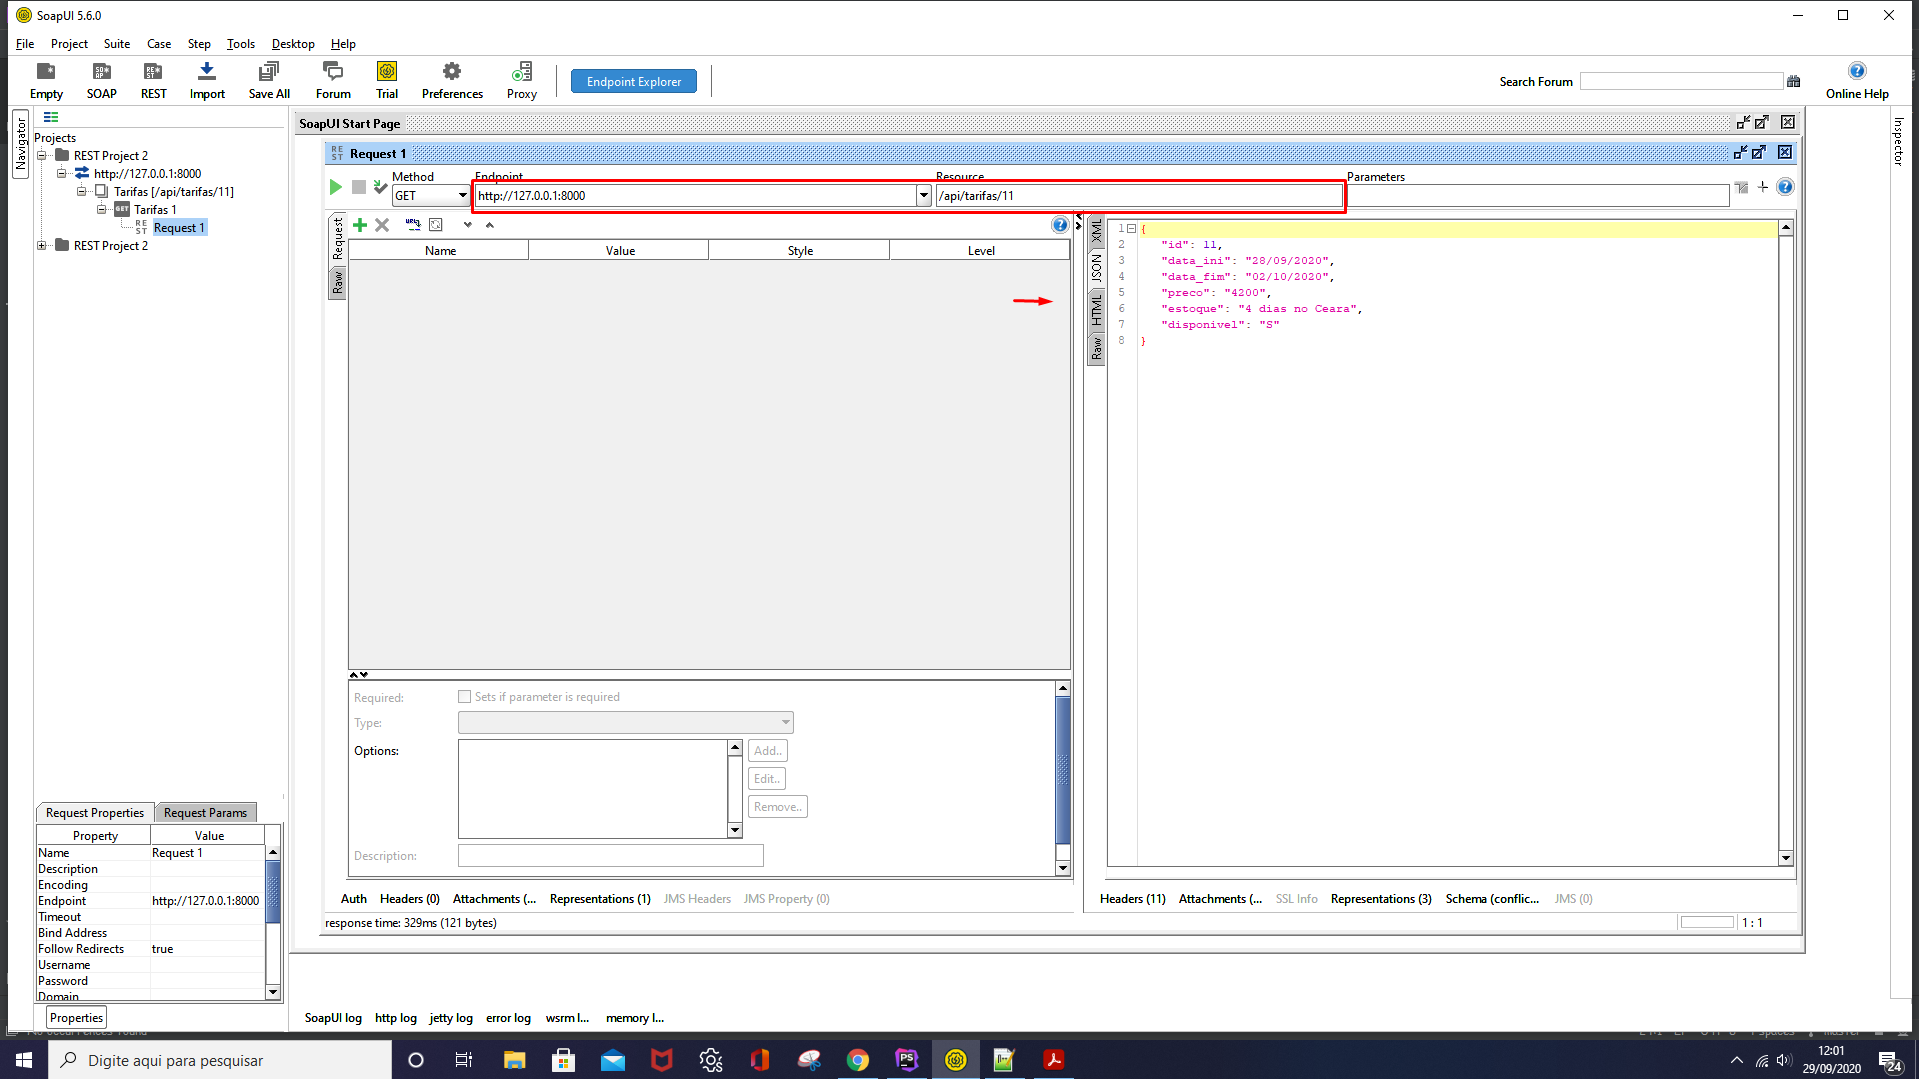 SoapUI 5.6.0
File Project Suite Case Step Tools Desktop Help
Empty SOAP REST Import Save All Forum Trial Preferences Proxy Endpoint Explorer Search Forum Online Help
Navigator
Projects
REST Project 2
http://127.0.0.1:8000
Tarifas [/api/tarifas/11]
GET Tarifas 1
REST Request 1
REST Project 2
SoapUI Start Page
REST Request 1
Method Endpoint Resource Parameters
GET http://127.0.0.1:8000 /api/tarifas/11
Request
Raw
Name Value Style Level
XML
JSON
HTML
Raw
1 {
2 "id": 11,
3 "data_ini": "28/09/2020",
4 "data_fim": "02/10/2020",
5 "preco": "4200",
6 "estoque": "4 dias no Ceara",
7 "disponivel": "S"
8 }
Inspector
Required: Sets if parameter is required
Type:
Options: Add..
Edit..
Remove..
Description:
Auth Headers (0) Attachments (... Representations (1) JMS Headers JMS Property (0)
Headers (11) Attachments (... SSL Info Representations (3) Schema (conflic... JMS (0)
response time: 329ms (121 bytes) 1 : 1
Request Properties Request Params
Property Value
Name Request 1
Description
Encoding
Endpoint http://127.0.0.1:8000
Timeout
Bind Address
Follow Redirects true
Username
Password
Domain
Properties
SoapUI log http log jetty log error log wsrm l... memory l...
Digite aqui para pesquisar
12:01
29/09/2020
24